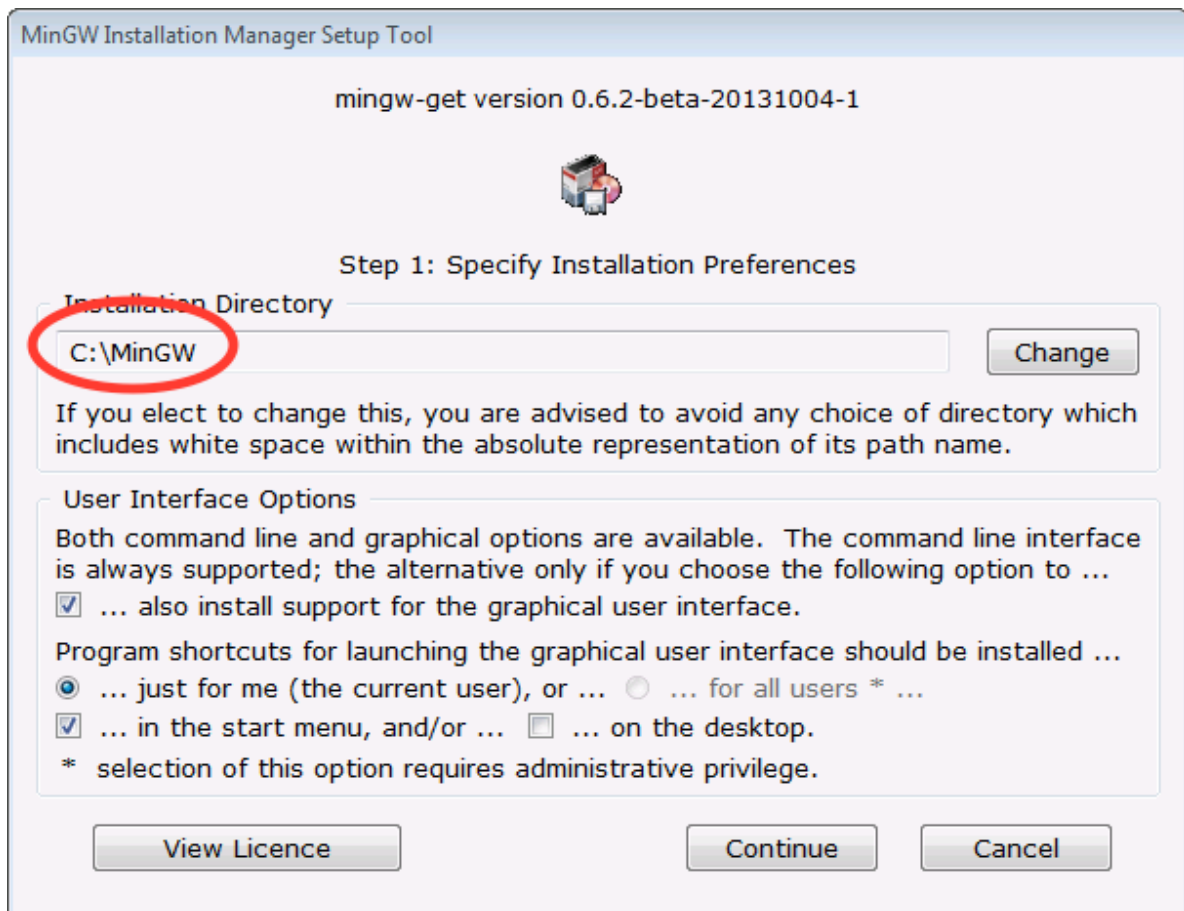 MinGW Installation Manager Setup Tool
mingw-get version 0.6.2-beta-20131004-1
Step 1: Specify Installation Preferences
Installation Directory
C:\MinGW
Change
If you elect to change this, you are advised to avoid any choice of directory which
includes white space within the absolute representation of its path name.
User Interface Options
Both command line and graphical options are available.  The command line interface
is always supported; the alternative only if you choose the following option to ...
... also install support for the graphical user interface.
Program shortcuts for launching the graphical user interface should be installed ...
... just for me (the current user), or ... ... for all users * ...
... in the start menu, and/or ... ... on the desktop.
* selection of this option requires administrative privilege.
View Licence Continue Cancel